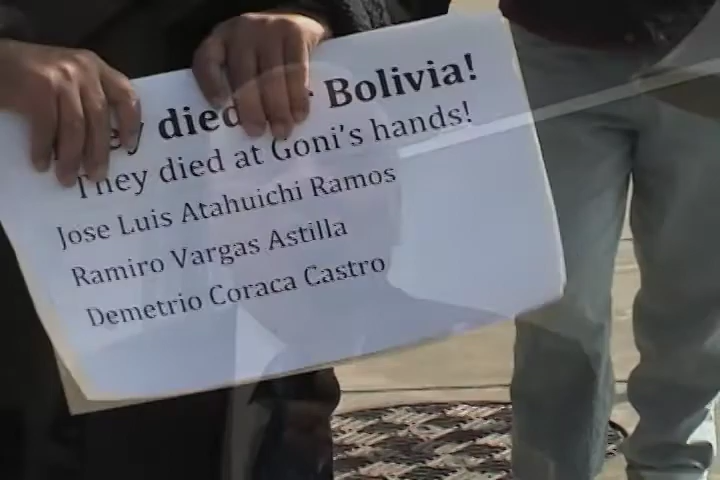 died Bolivia!
They died at Goni's hands!
Jose Luis Atahuichi Ramos
Ramiro Vargas Astilla
Demetrio Coraca Castro